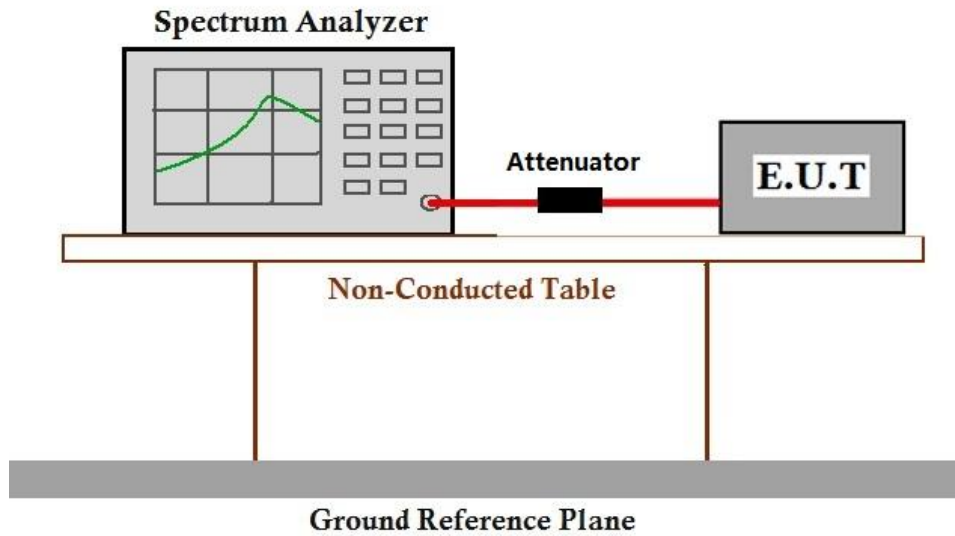 Spectrum Analyzer
Attenuator
E.U.T
Non-Conducted Table
Ground Reference Plane